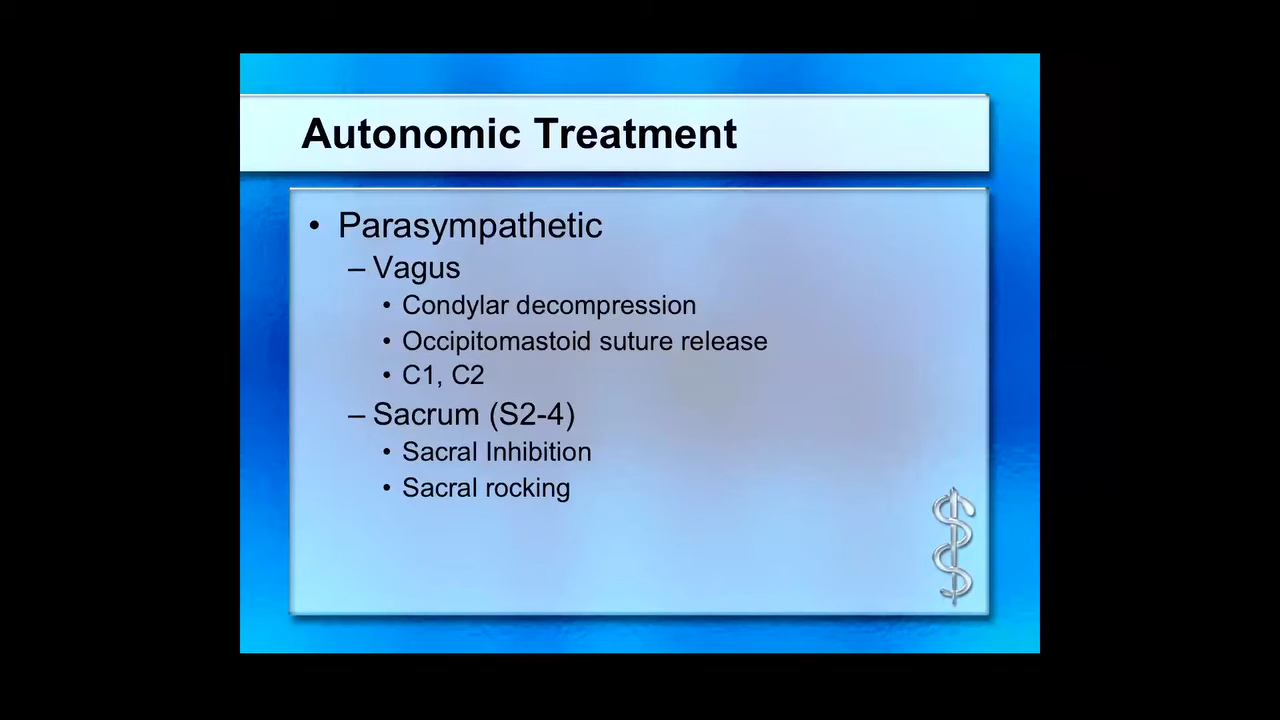 Autonomic Treatment
• Parasympathetic
– Vagus
• Condylar decompression
• Occipitomastoid suture release
• C1, C2
– Sacrum (S2-4)
• Sacral Inhibition
• Sacral rocking